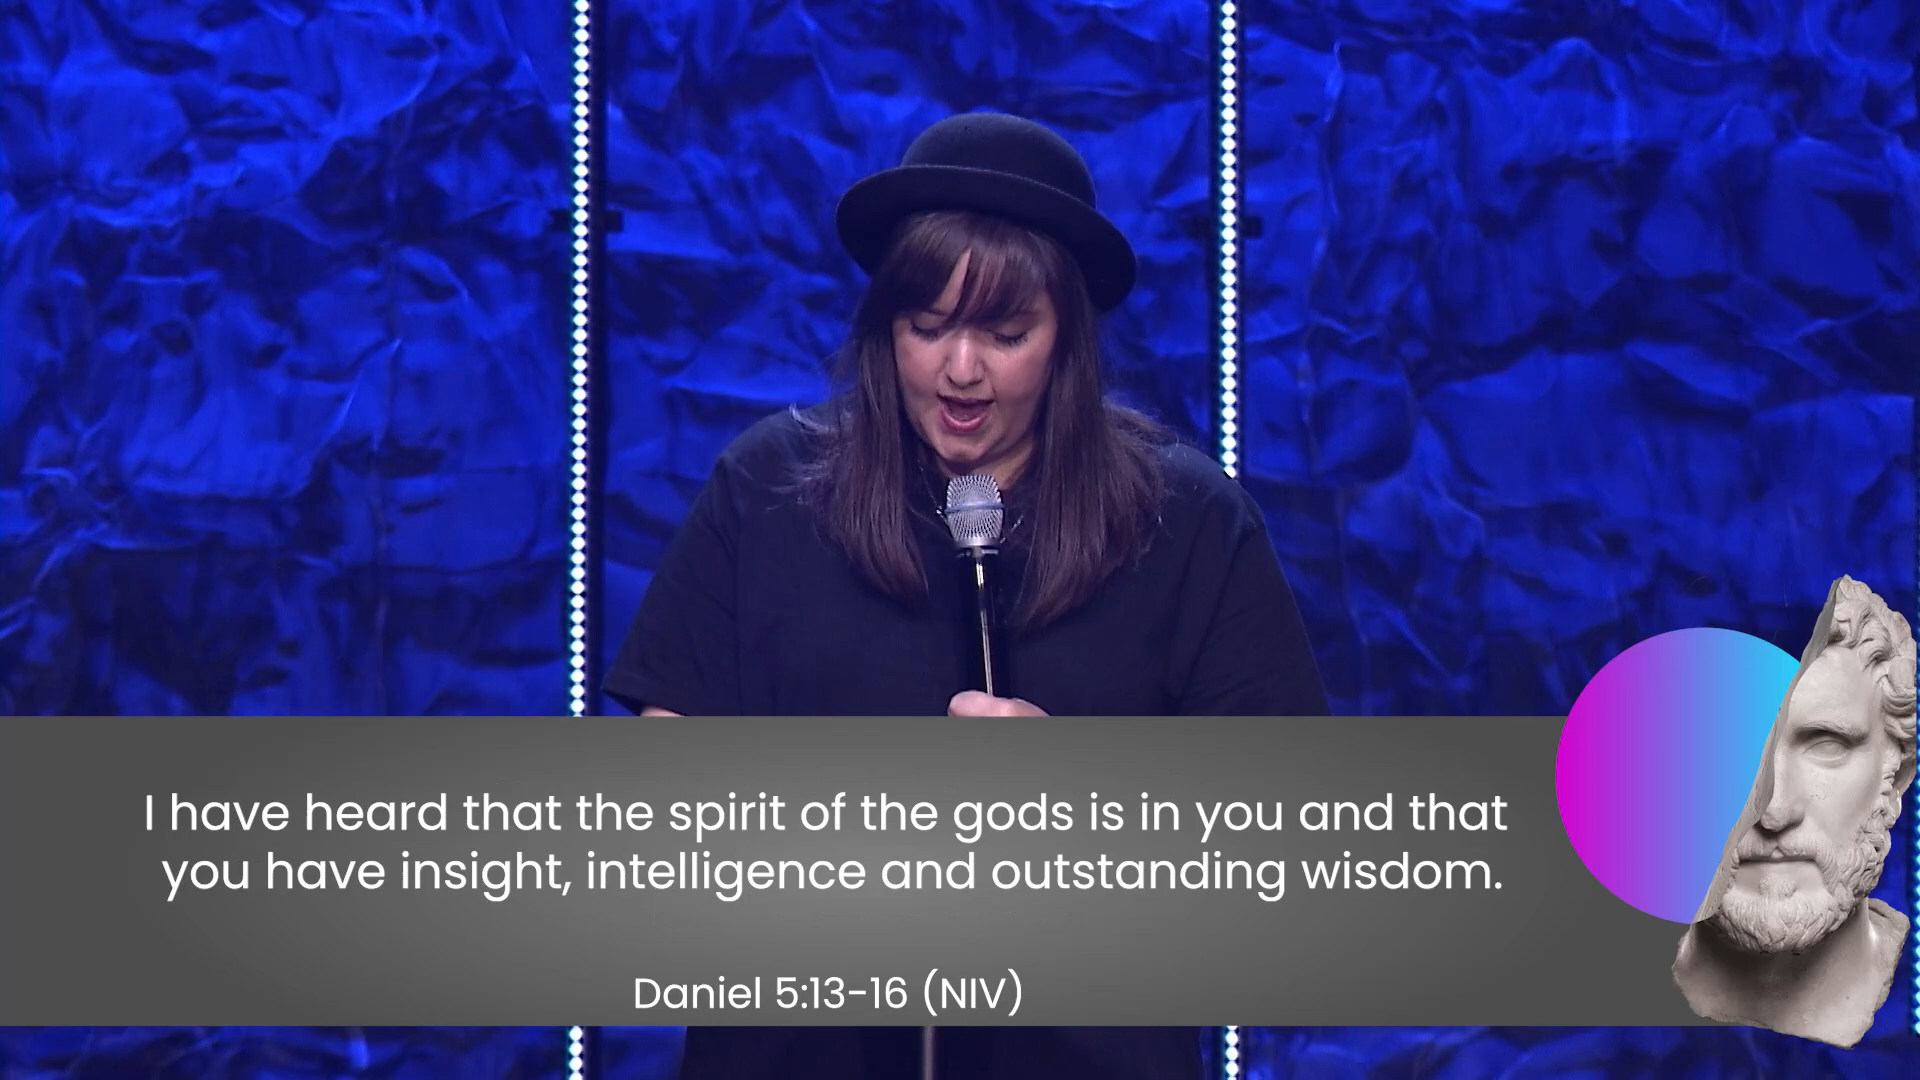 I have heard that the spirit of the gods is in you and that
you have insight, intelligence and outstanding wisdom.
Daniel 5:13-16 (NIV)